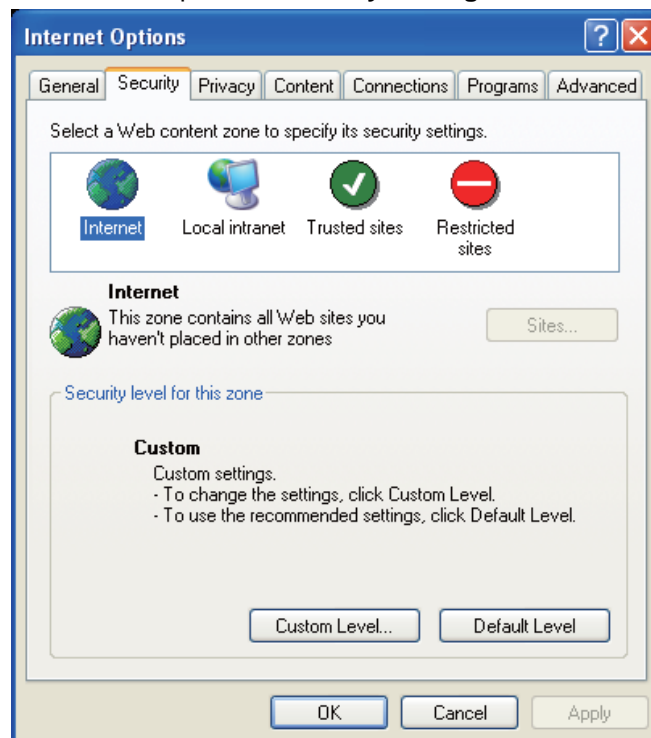 Internet Options
General Security Privacy Content Connections Programs Advanced
Select a Web content zone to specify its security settings.
Internet Local intranet Trusted sites Restricted
sites
Internet
This zone contains all Web sites you
haven't placed in other zones
Sites...
Security level for this zone
Custom
Custom settings.
- To change the settings, click Custom Level.
- To use the recommended settings, click Default Level.
Custom Level... Default Level
OK Cancel Apply